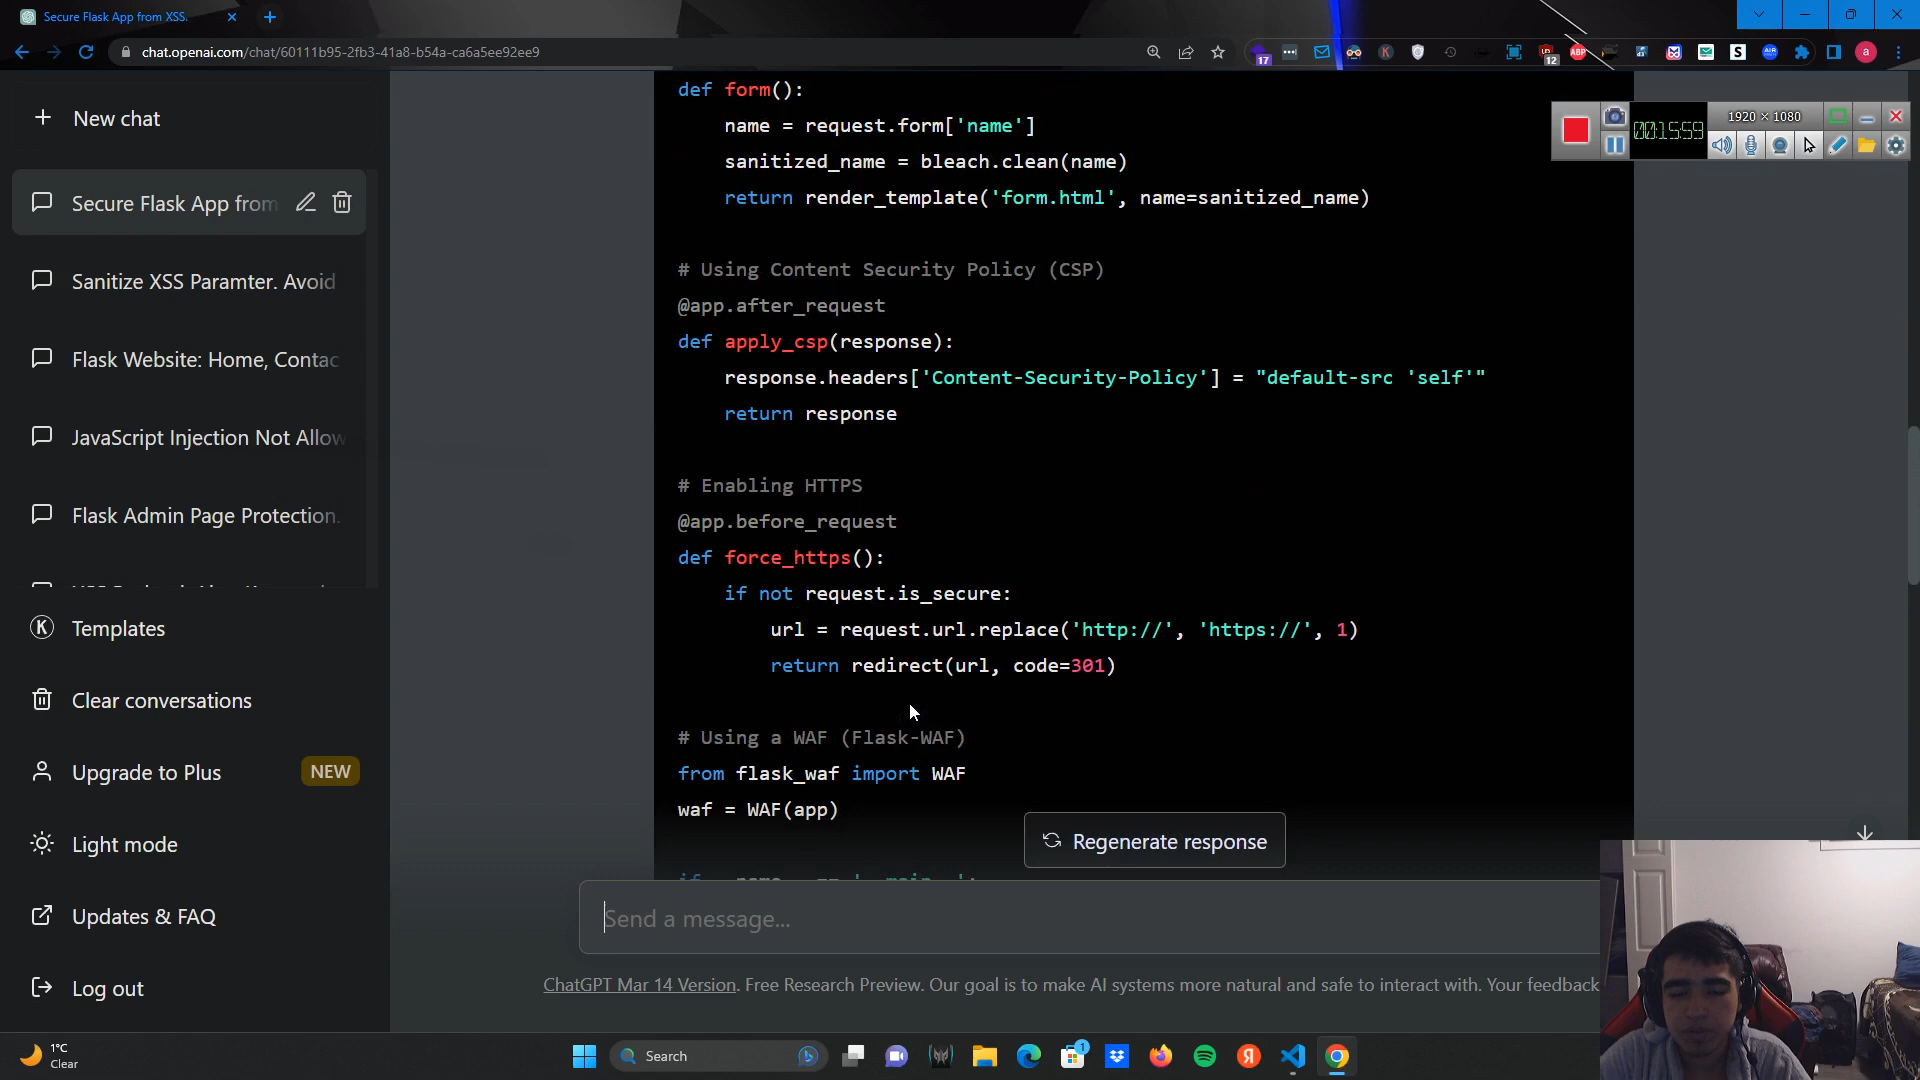 Secure Flask App from XSS.
chat.openai.com/chat/60111b95-2fb3-41a8-b54a-ca6a5ee92ee9
17
12
ABP
a
1920 × 1080
00:15:59
New chat
Secure Flask App from
Sanitize XSS Paramter. Avoid
Flask Website: Home, Contac
JavaScript Injection Not Allow
Flask Admin Page Protection.
Templates
Clear conversations
Upgrade to Plus NEW
Light mode
Updates & FAQ
Log out
def form():
name = request.form['name']
sanitized_name = bleach.clean(name)
return render_template('form.html', name=sanitized_name)
# Using Content Security Policy (CSP)
@app.after_request
def apply_csp(response):
response.headers['Content-Security-Policy'] = "default-src 'self'"
return response
# Enabling HTTPS
@app.before_request
def force_https():
if not request.is_secure:
url = request.url.replace('http://', 'https://', 1)
return redirect(url, code=301)
# Using a WAF (Flask-WAF)
from flask_waf import WAF
waf = WAF(app)
Regenerate response
Send a message...
ChatGPT Mar 14 Version. Free Research Preview. Our goal is to make AI systems more natural and safe to interact with. Your feedback
1°C
Clear
Search
1